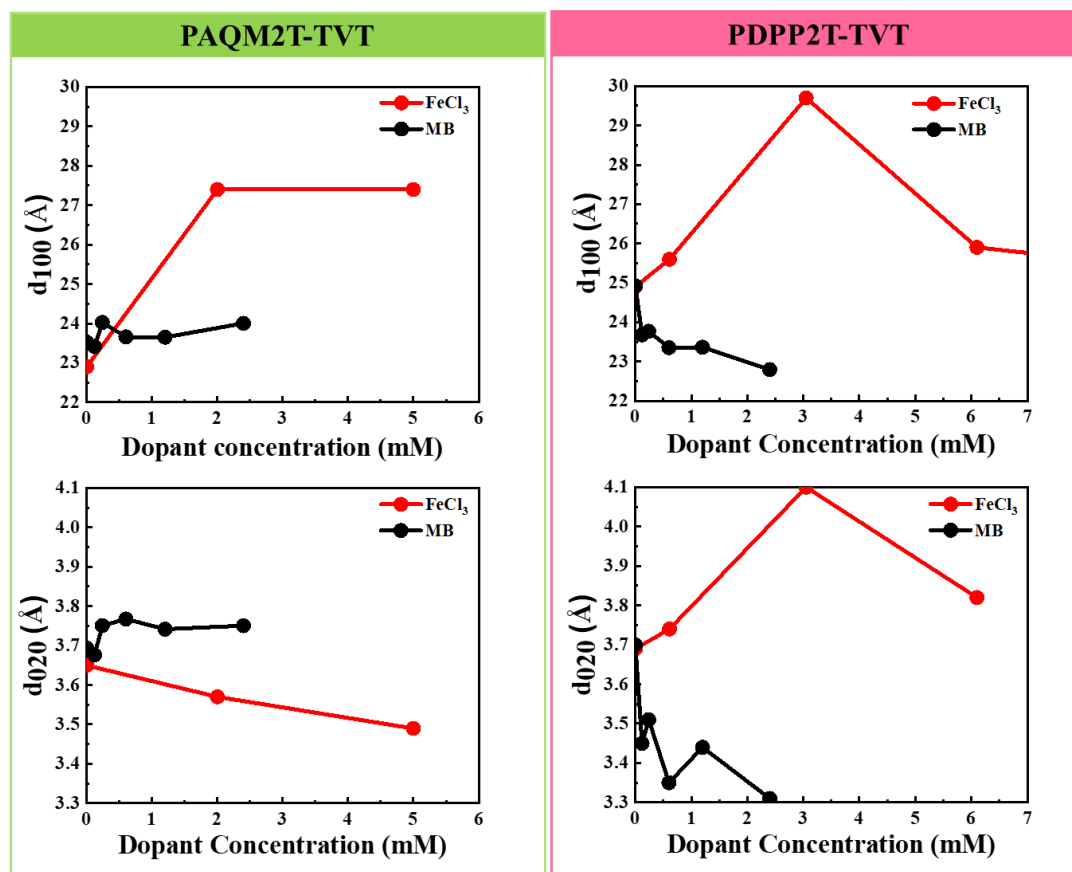 PAQM2T-TVT
30
29
28
27
26
25
24
23
22
d100 (Å)
FeCl3
MB
0 1 2 3 4 5 6
Dopant concentration (mM)
4.1
4.0
3.9
3.8
3.7
3.6
3.5
3.4
3.3
d020 (Å)
FeCl3
MB
0 1 2 3 4 5 6
Dopant Concentration (mM)
PDPP2T-TVT
30
29
28
27
26
25
24
23
22
d100 (Å)
FeCl3
MB
0 1 2 3 4 5 6 7
Dopant Concentration (mM)
4.1
4.0
3.9
3.8
3.7
3.6
3.5
3.4
3.3
d020 (Å)
FeCl3
MB
0 1 2 3 4 5 6 7
Dopant Concentration (mM)